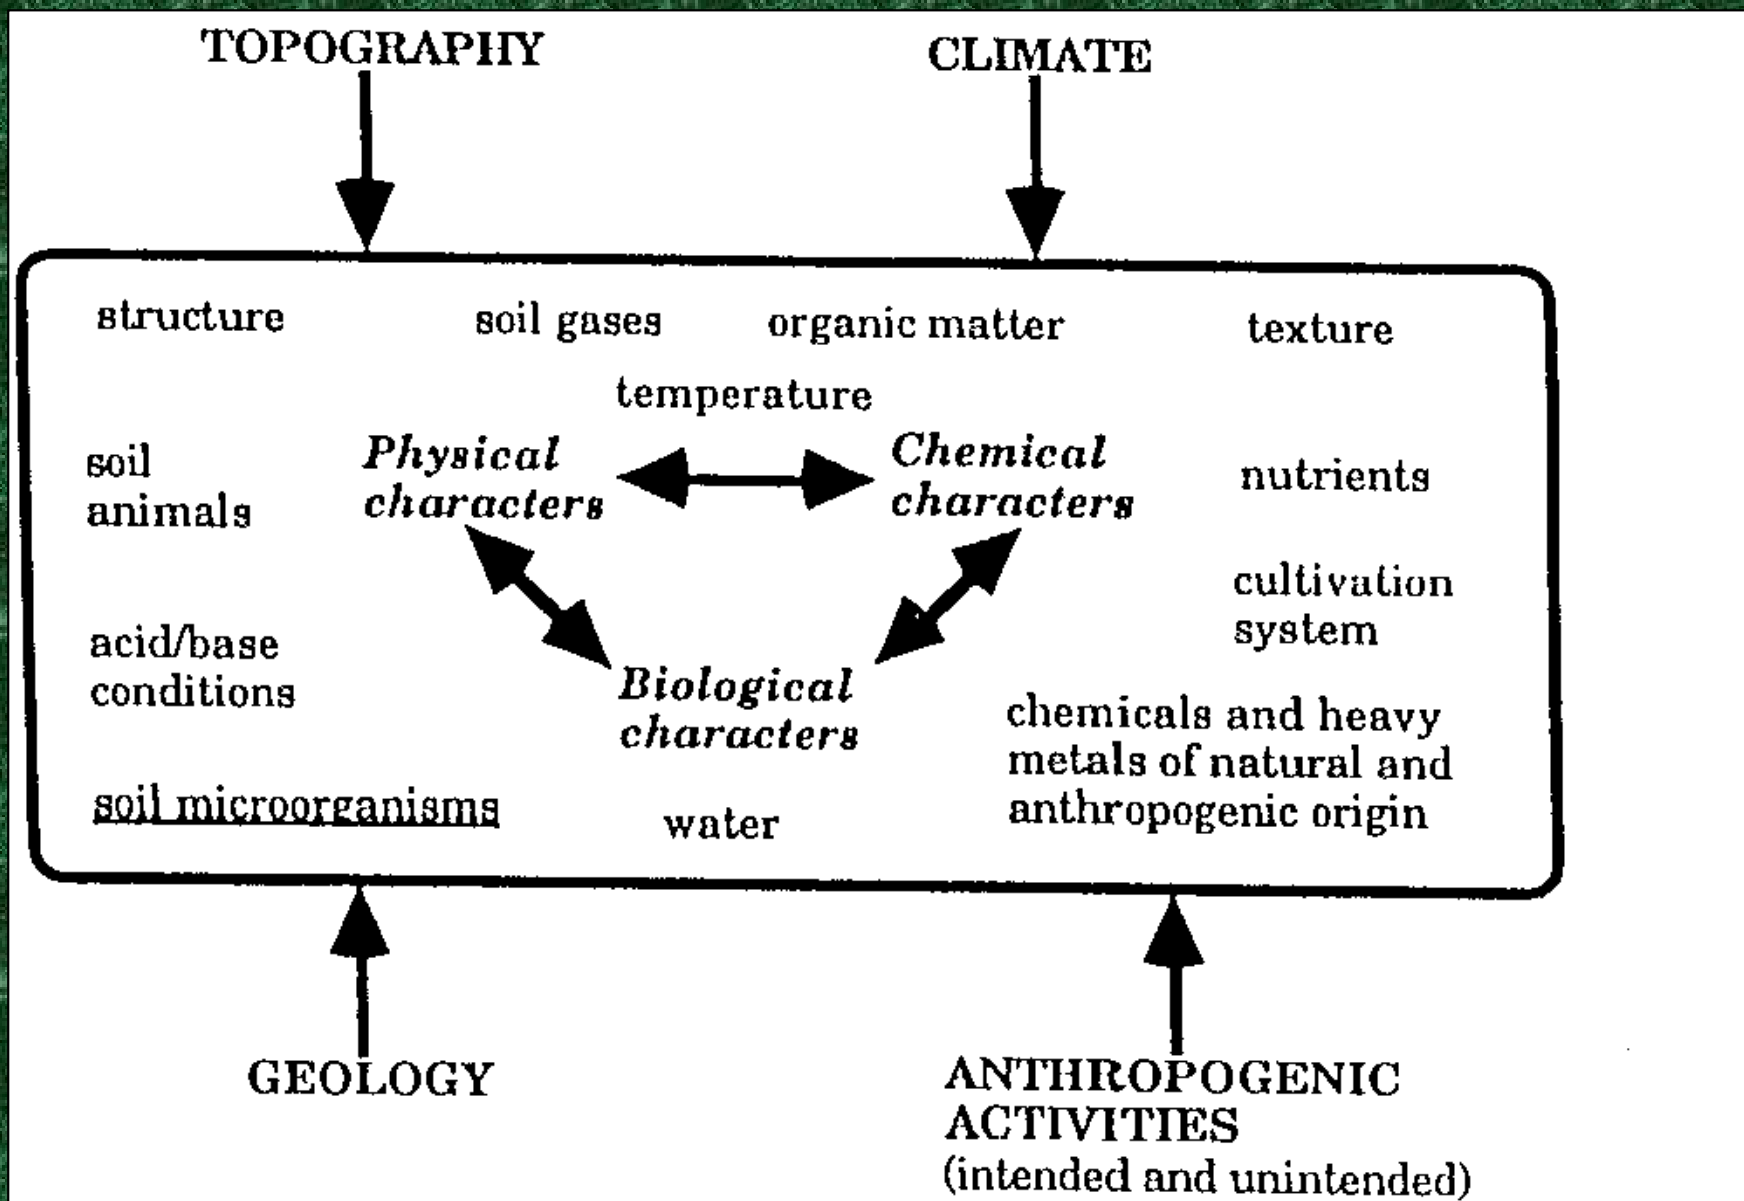 TOPOGRAPHY
CLIMATE
structure
soil gases
organic matter
texture
temperature
soil
animals
Physical
characters
Chemical
characters
nutrients
cultivation
system
acid/base
conditions
Biological
characters
chemicals and heavy
metals of natural and
anthropogenic origin
soil microorganisms
water
GEOLOGY
ANTHROPOGENIC
ACTIVITIES
(intended and unintended)